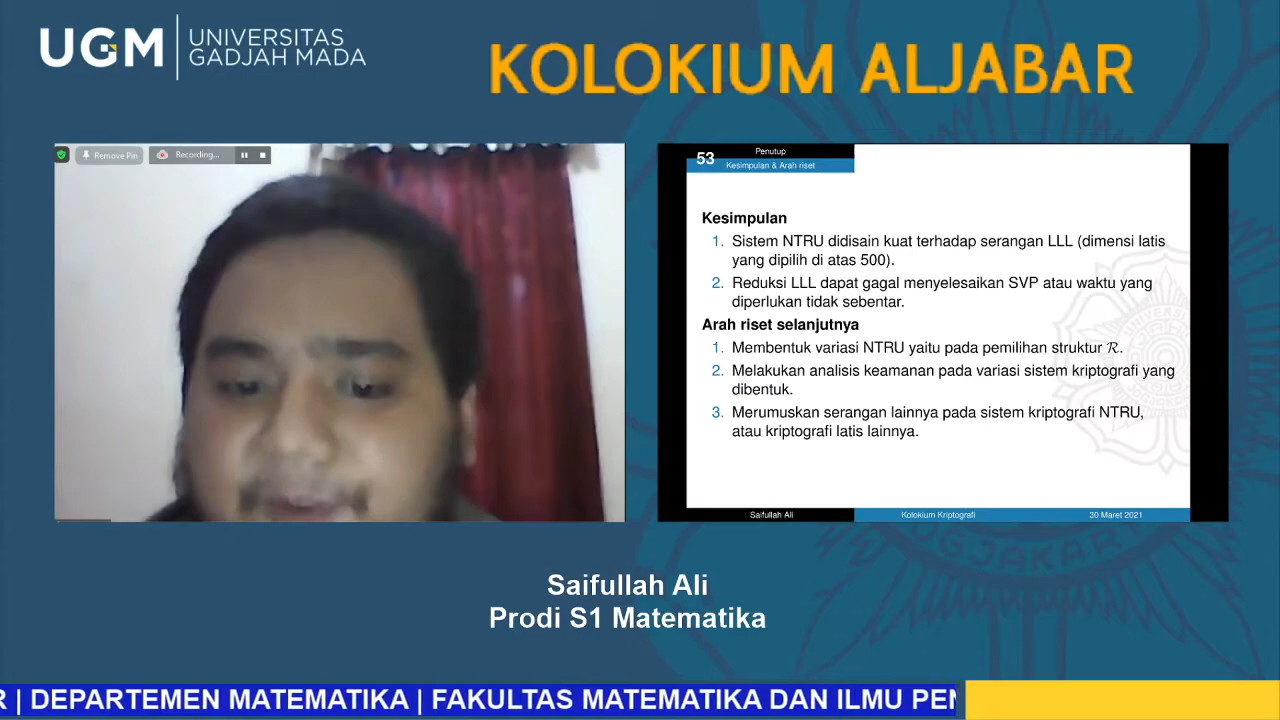 UGM
UNIVERSITAS
GADJAH MADA
KOLOKIUM ALJABAR
Remove Pin
Recording...
53
Penutup
Kesimpulan & Arah riset
Kesimpulan
1. Sistem NTRU didisain kuat terhadap serangan LLL (dimensi latis
yang dipilih di atas 500).
2. Reduksi LLL dapat gagal menyelesaikan SVP atau waktu yang
diperlukan tidak sebentar.
Arah riset selanjutnya
1. Membentuk variasi NTRU yaitu pada pemilihan struktur ℛ.
2. Melakukan analisis keamanan pada variasi sistem kriptografi yang
dibentuk.
3. Merumuskan serangan lainnya pada sistem kriptografi NTRU,
atau kriptografi latis lainnya.
Saifullah Ali
Kolokium Kriptografi
30 Maret 2021
Saifullah Ali
Prodi S1 Matematika
R | DEPARTEMEN MATEMATIKA | FAKULTAS MATEMATIKA DAN ILMU PEN